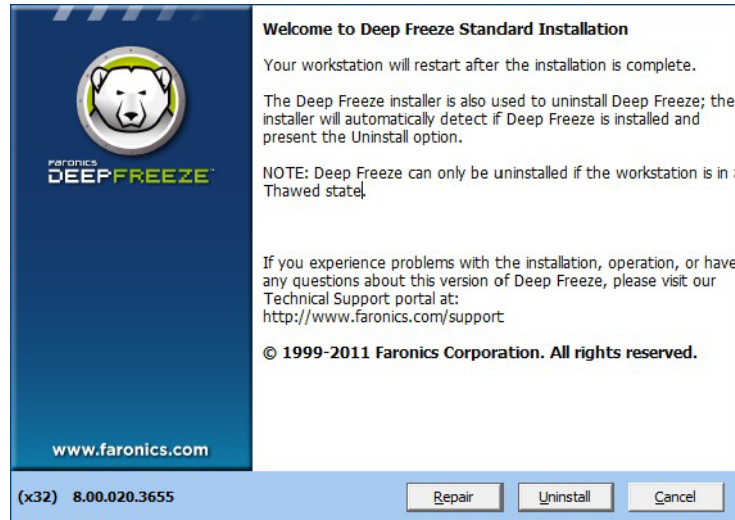 Welcome to Deep Freeze Standard Installation
Your workstation will restart after the installation is complete.
The Deep Freeze installer is also used to uninstall Deep Freeze; the
installer will automatically detect if Deep Freeze is installed and
present the Uninstall option.
FARONICS
DEEPFREEZE
NOTE: Deep Freeze can only be uninstalled if the workstation is in
Thawed state.
If you experience problems with the installation, operation, or have
any questions about this version of Deep Freeze, please visit our
Technical Support portal at:
http://www.faronics.com/support
© 1999-2011 Faronics Corporation. All rights reserved.
www.faronics.com
(x32) 8.00.020.3655
Repair
Uninstall
Cancel